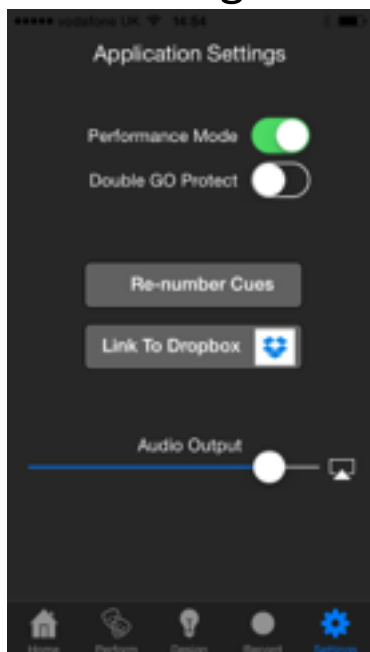 vodafone UK 14:54
Application Settings
Performance Mode
Double GO Protect
Re-number Cues
Link To Dropbox
Audio Output
Home Perform Design Record Settings